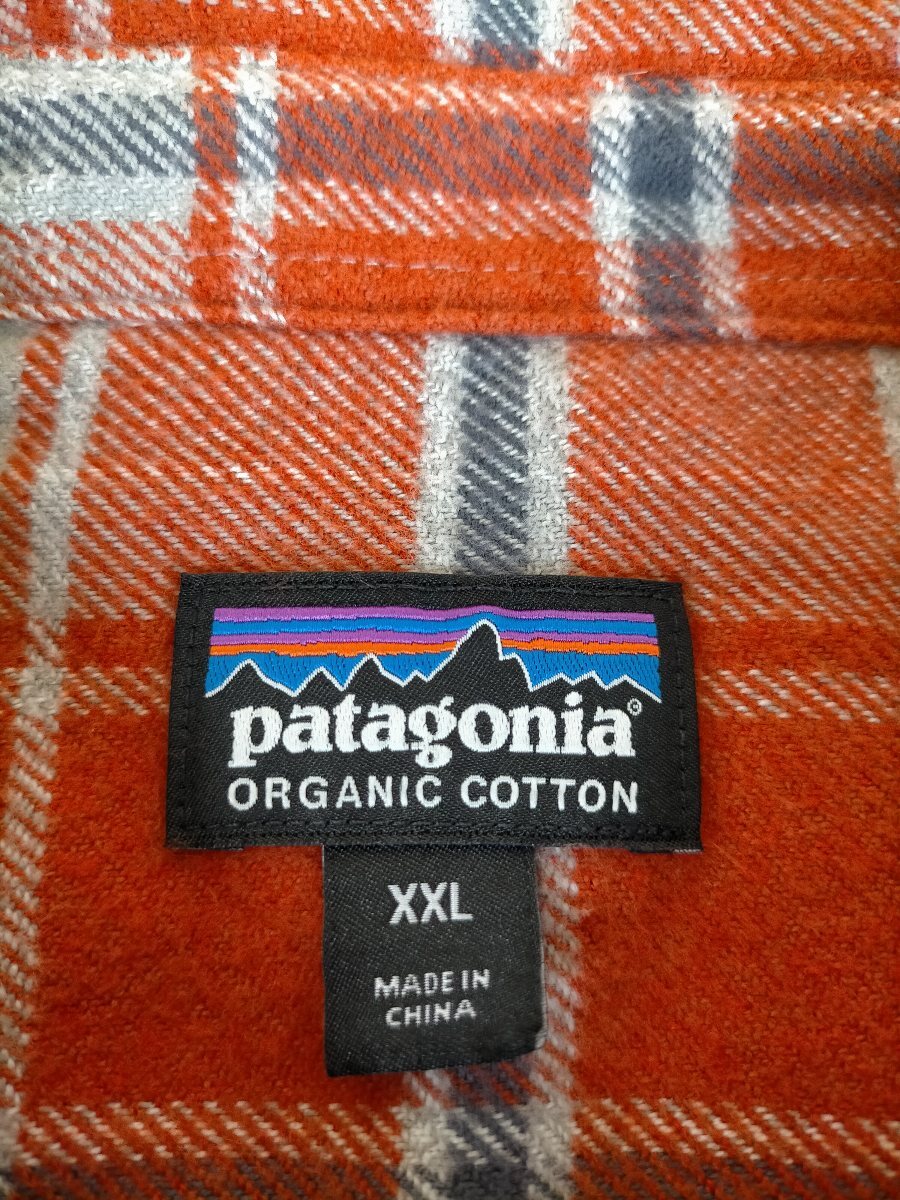 patagonia®
ORGANIC COTTON
XXL
MADE IN
CHINA